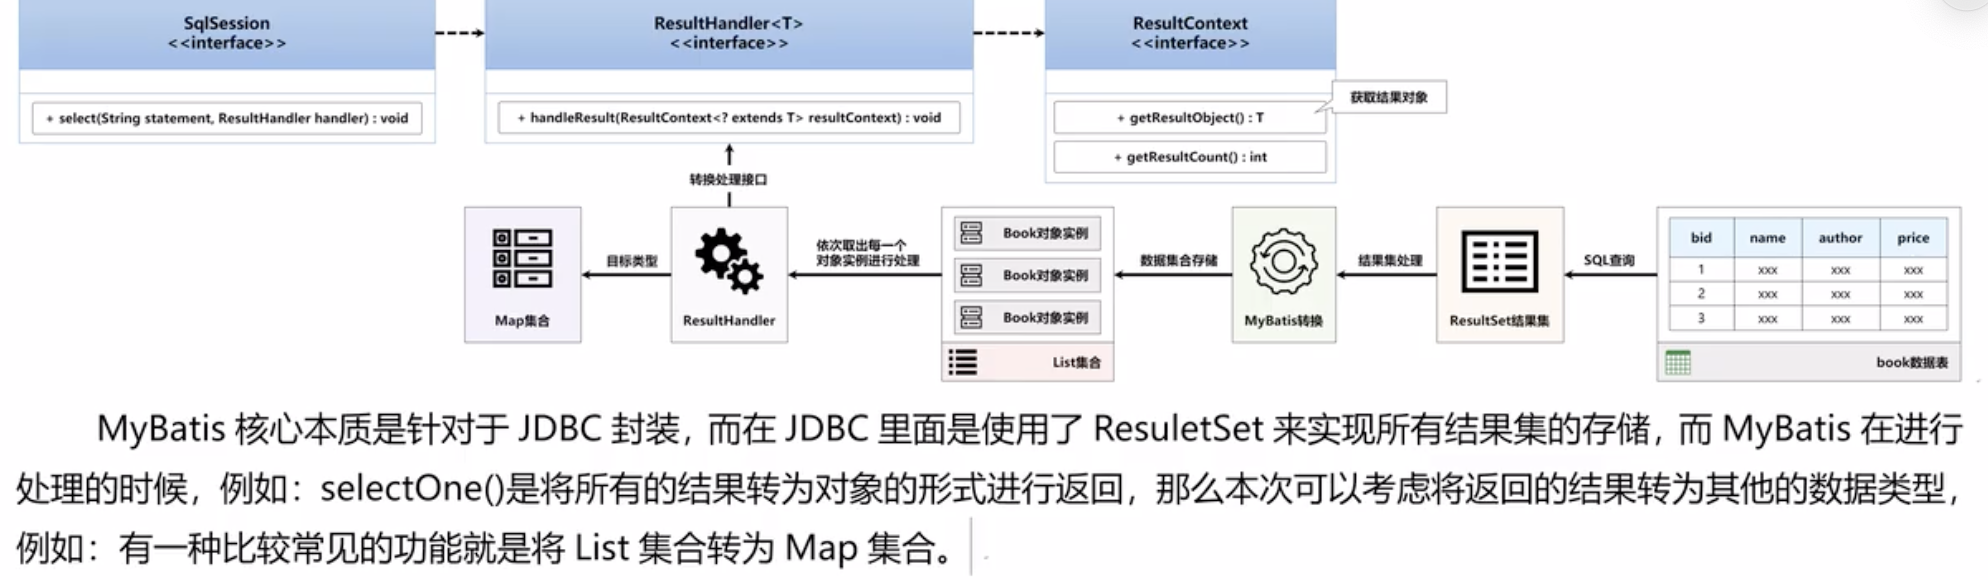 SqlSession
<<interface>>
+ select(String statement, ResultHandler handler) : void
ResultHandler<T>
<<interface>>
+ handleResult(ResultContext<? extends T> resultContext) : void
ResultContext
<<interface>>
+ getResultObject() : T
+ getResultCount() : int
获取结果对象
转换处理接口
Map集合
目标类型
ResultHandler
依次取出每一个
对象实例进行处理
Book对象实例
Book对象实例
Book对象实例
List集合
数据集合存储
MyBatis转换
结果集处理
ResultSet结果集
SQL查询
bid name author price
1 xxx xxx xxx
2 xxx xxx xxx
3 xxx xxx xxx
book数据表
MyBatis 核心本质是针对于 JDBC 封装，而在 JDBC 里面是使用了 ResuletSet 来实现所有结果集的存储，而 MyBatis 在进行
处理的时候，例如：selectOne()是将所有的结果转为对象的形式进行返回，那么本次可以考虑将返回的结果转为其他的数据类型，
例如：有一种比较常见的功能就是将 List 集合转为 Map 集合。